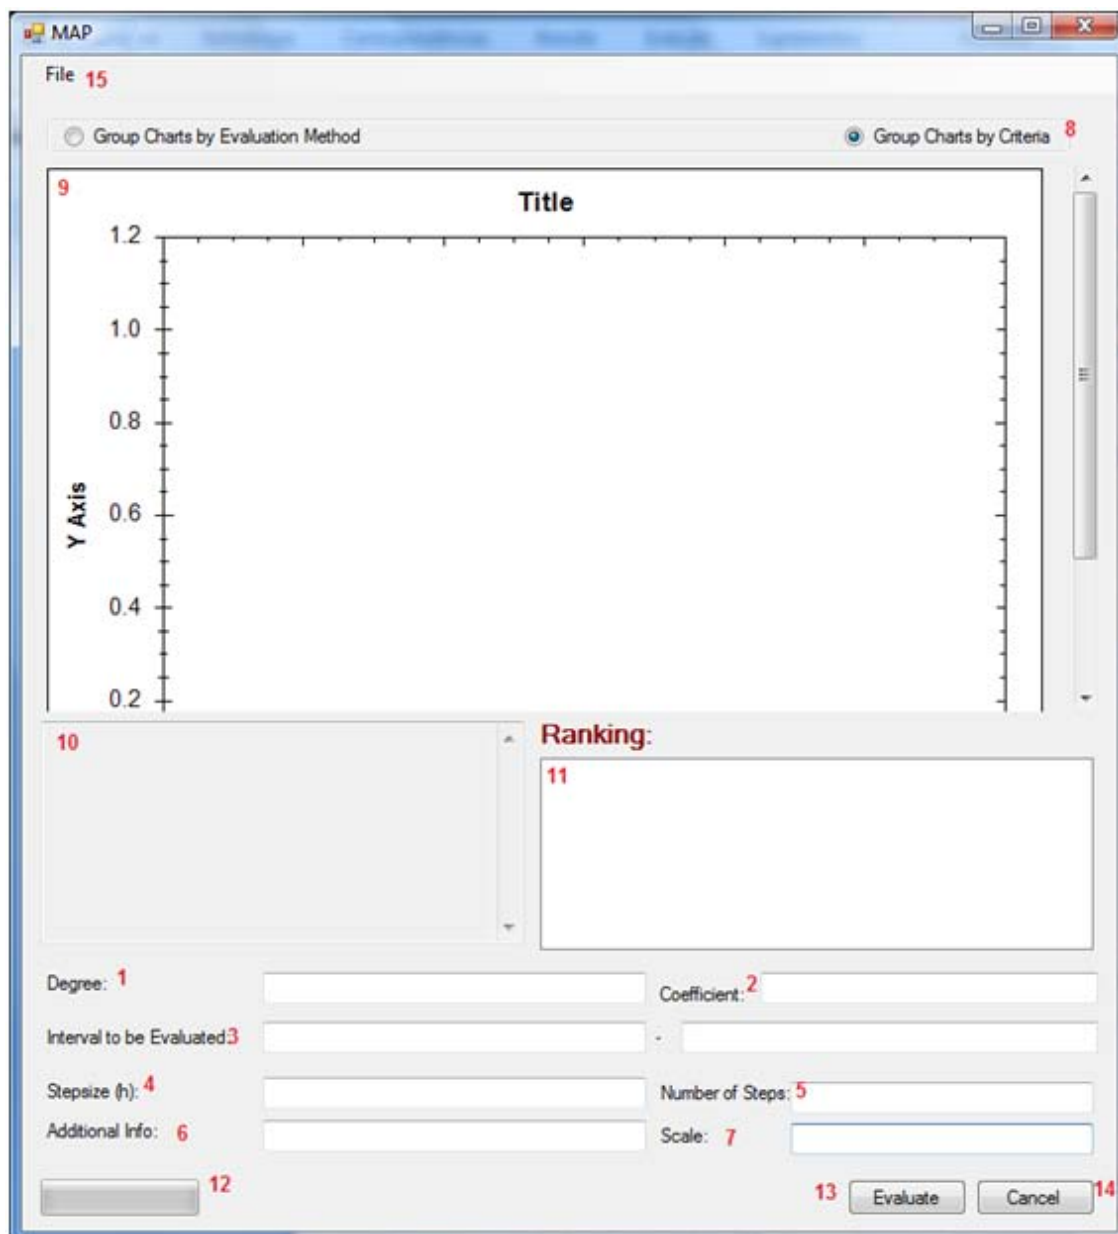 MAP
File 15
Group Charts by Evaluation Method
Group Charts by Criteria 8
9
Title
1.2
1.0
0.8
0.6
0.4
0.2
Y Axis
10
Ranking:
11
Degree: 1
Coefficient: 2
Interval to be Evaluated: 3
-
Stepsize (h): 4
Number of Steps: 5
Additional Info: 6
Scale: 7
12
13 Evaluate
Cancel 14